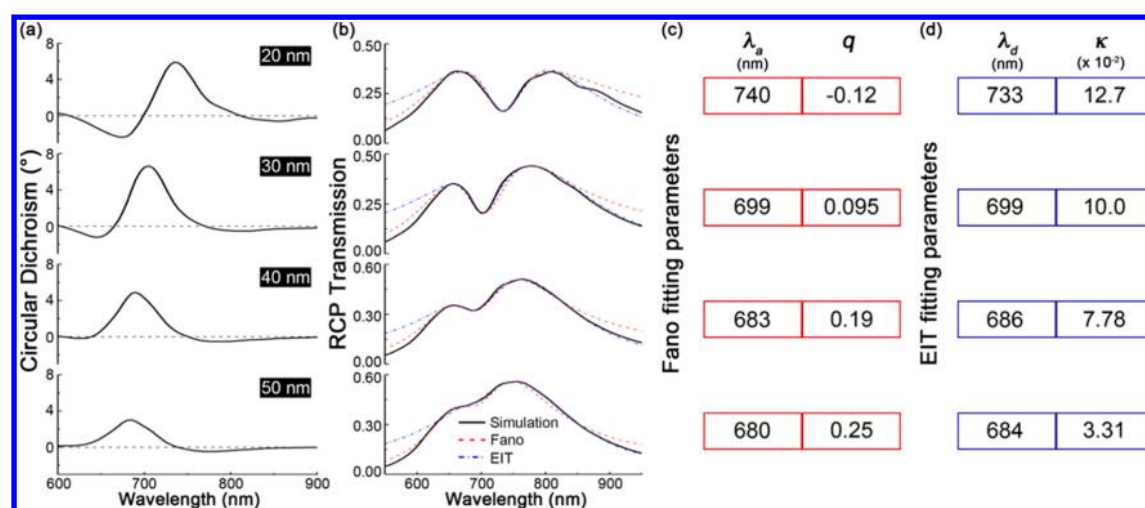 (a)
Circular Dichroism (°)
8
20 nm
4
0
8
30 nm
4
0
8
40 nm
4
0
8
50 nm
4
0
600 700 800 900
Wavelength (nm)
(b)
RCP Transmission
0.50
0.25
0.00
0.50
0.25
0.00
0.60
0.30
0.00
0.60
0.30
0.00
Simulation
Fano
EIT
600 700 800 900
Wavelength (nm)
(c)
Fano fitting parameters
λa q
(nm)
740 -0.12
699 0.095
683 0.19
680 0.25
(d)
EIT fitting parameters
λd κ
(nm) (x 10-2)
733 12.7
699 10.0
686 7.78
684 3.31